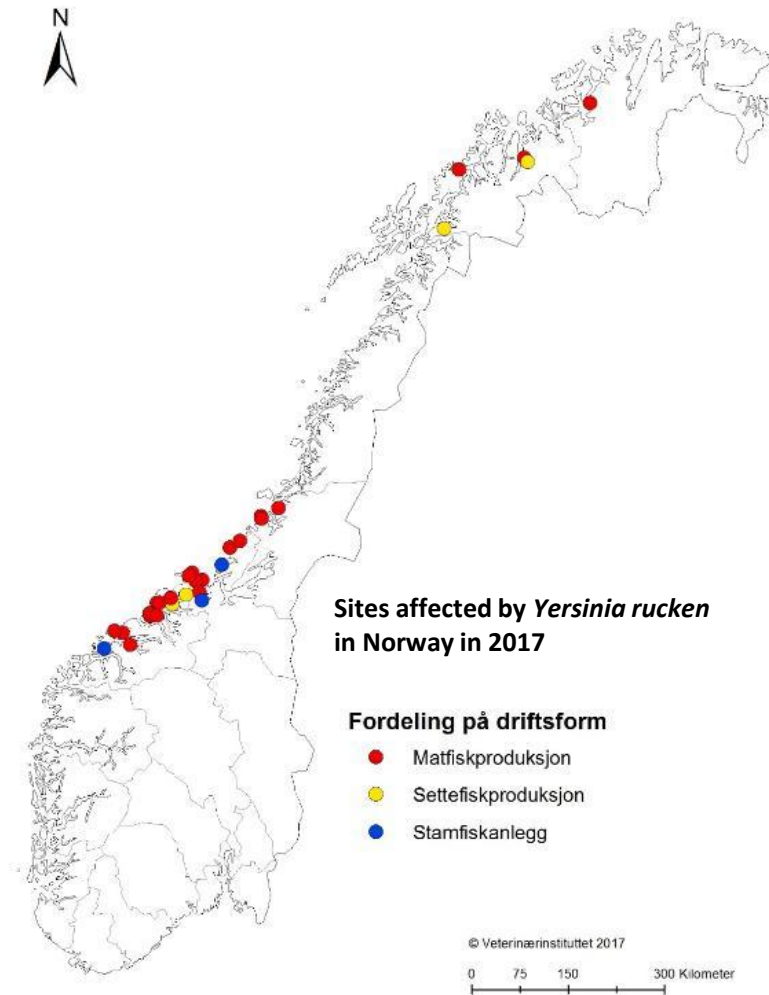 N
Sites affected by Yersinia rucken
in Norway in 2017
Fordeling på driftsform
Matfiskproduksjon
Settefiskproduksjon
Stamfiskanlegg
© Veterinærinstituttet 2017
0 75 150 300 Kilometer